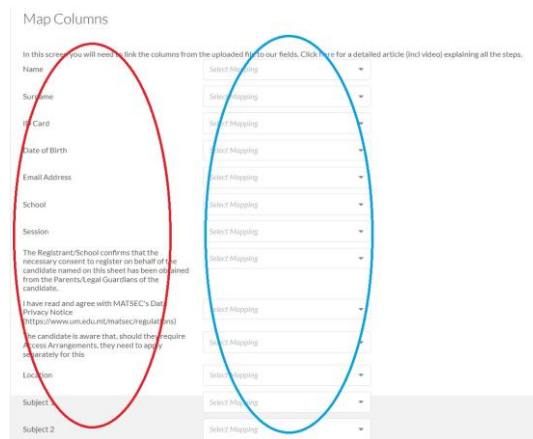 Map Columns
In this screen you will need to link the columns from the uploaded file to our fields. Click here for a detailed article (incl video) explaining all the steps.
Name Select Mapping
Surname Select Mapping
ID Card Select Mapping
Date of Birth Select Mapping
Email Address Select Mapping
School Select Mapping
Session Select Mapping
The Registrant/School confirms that the Select Mapping
necessary consent to register on behalf of the
candidate named on this sheet has been obtained
from the Parents/Legal Guardians of the
candidate.
I have read and agree with MATSEC's Data Select Mapping
Privacy Notice
(https://www.um.edu.mt/matsec/regulations)
The candidate is aware that, should they require Select Mapping
Access Arrangements, they need to apply
separately for this
Location Select Mapping
Subject 1 Select Mapping
Subject 2 Select Mapping